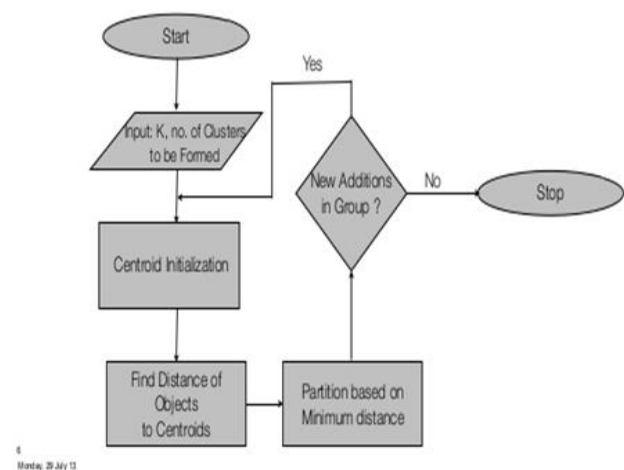 Start
Input: K, no. of Clusters
to be Formed
Centroid Initialization
Find Distance of
Objects
to Centroids
Partition based on
Minimum distance
New Additions
in Group ?
Yes
No
Stop
6
Monday, 29 July 13